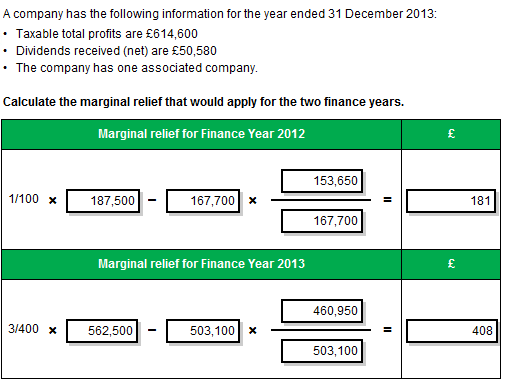 A company has the following information for the year ended 31 December 2013:
• Taxable total profits are £614,600
• Dividends received (net) are £50,580
• The company has one associated company.
Calculate the marginal relief that would apply for the two finance years.
Marginal relief for Finance Year 2012 £
153,650
1/100 × 187,500 − 167,700 × = 181
167,700
Marginal relief for Finance Year 2013 £
460,950
3/400 × 562,500 − 503,100 × = 408
503,100